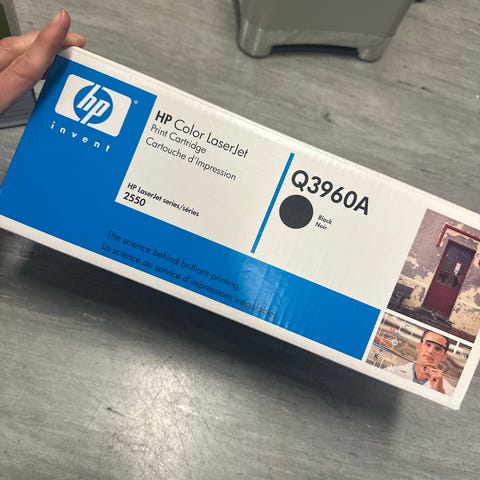 hp
invent
HP Color LaserJet
Print Cartridge
Cartouche d'Impression
HP LaserJet series/séries
2550
Q3960A
Black
Noir
The science behind brilliant printing.
La science au service d'impressions inégalables.